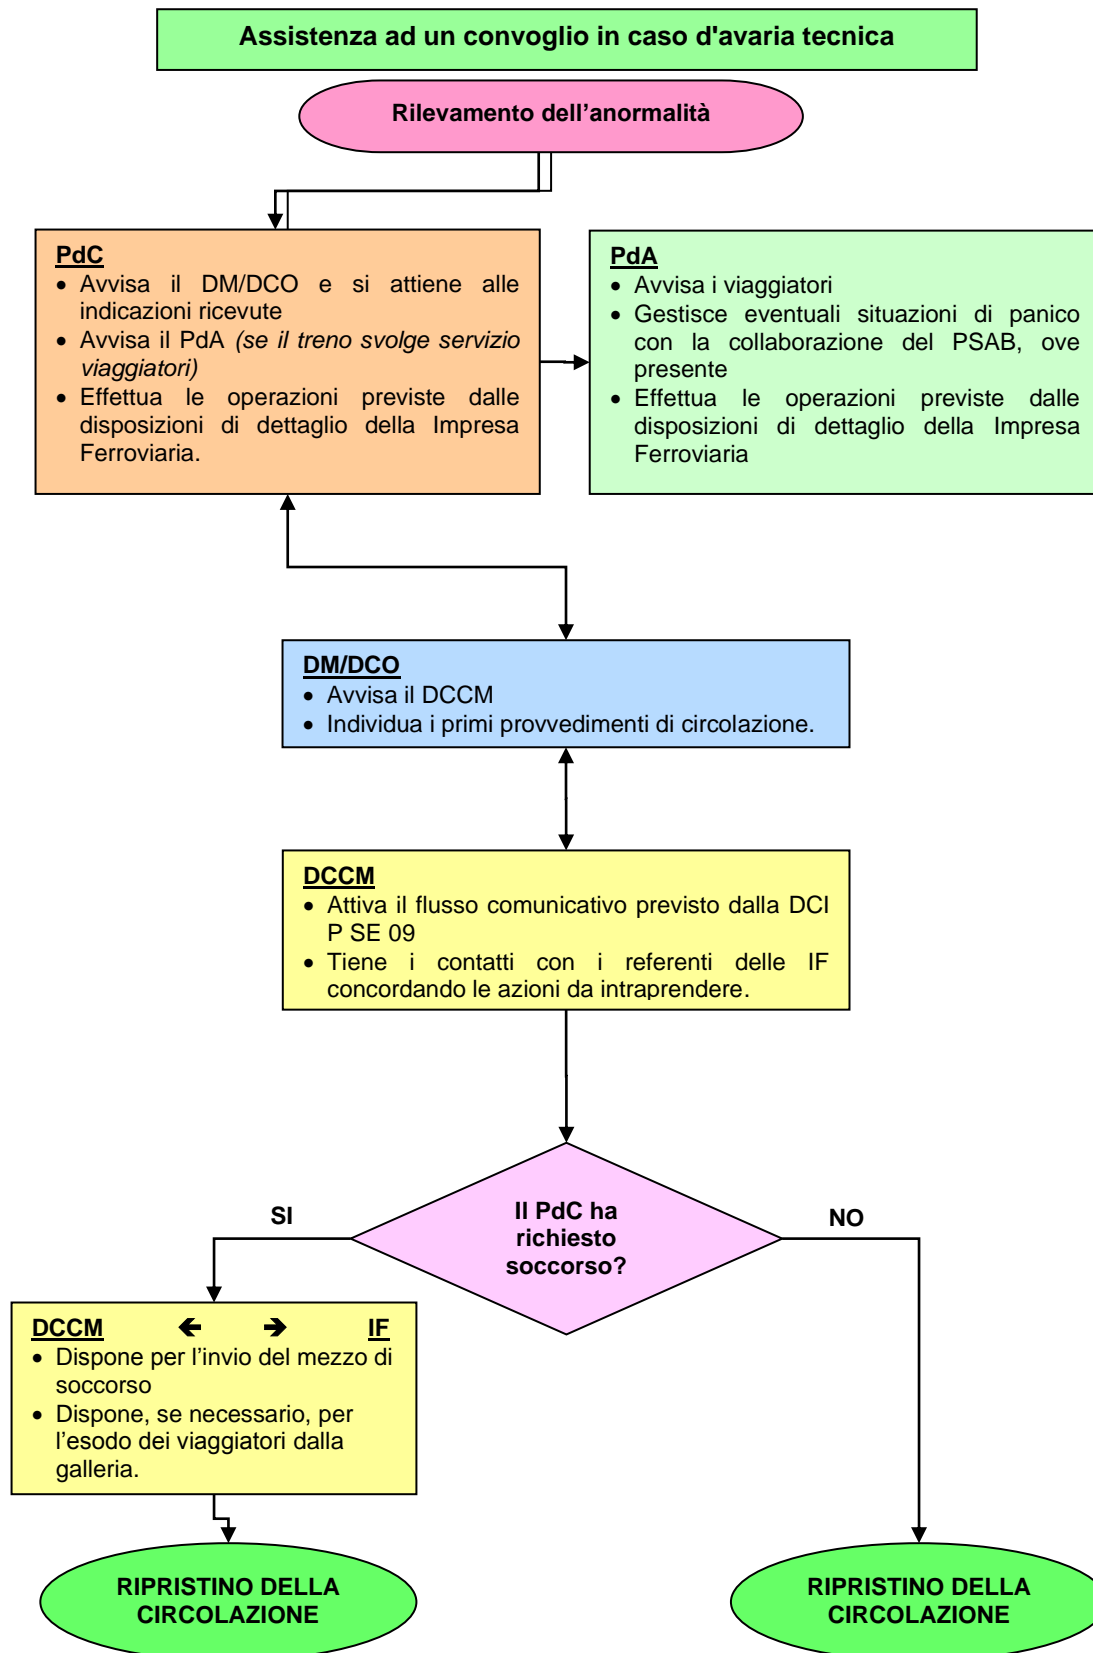 Assistenza ad un convoglio in caso d'avaria tecnica
Rilevamento dell’anormalità
PdC
• Avvisa il DM/DCO e si attiene alle
indicazioni ricevute
• Avvisa il PdA (se il treno svolge servizio
viaggiatori)
• Effettua le operazioni previste dalle
disposizioni di dettaglio della Impresa
Ferroviaria.
PdA
• Avvisa i viaggiatori
• Gestisce eventuali situazioni di panico
con la collaborazione del PSAB, ove
presente
• Effettua le operazioni previste dalle
disposizioni di dettaglio della Impresa
Ferroviaria
DM/DCO
• Avvisa il DCCM
• Individua i primi provvedimenti di circolazione.
DCCM
• Attiva il flusso comunicativo previsto dalla DCI
P SE 09
• Tiene i contatti con i referenti delle IF
concordando le azioni da intraprendere.
Il PdC ha
richiesto
soccorso?
SI
NO
DCCM 🡸 🡺 IF
• Dispone per l’invio del mezzo di
soccorso
• Dispone, se necessario, per
l’esodo dei viaggiatori dalla
galleria.
RIPRISTINO DELLA
CIRCOLAZIONE
RIPRISTINO DELLA
CIRCOLAZIONE